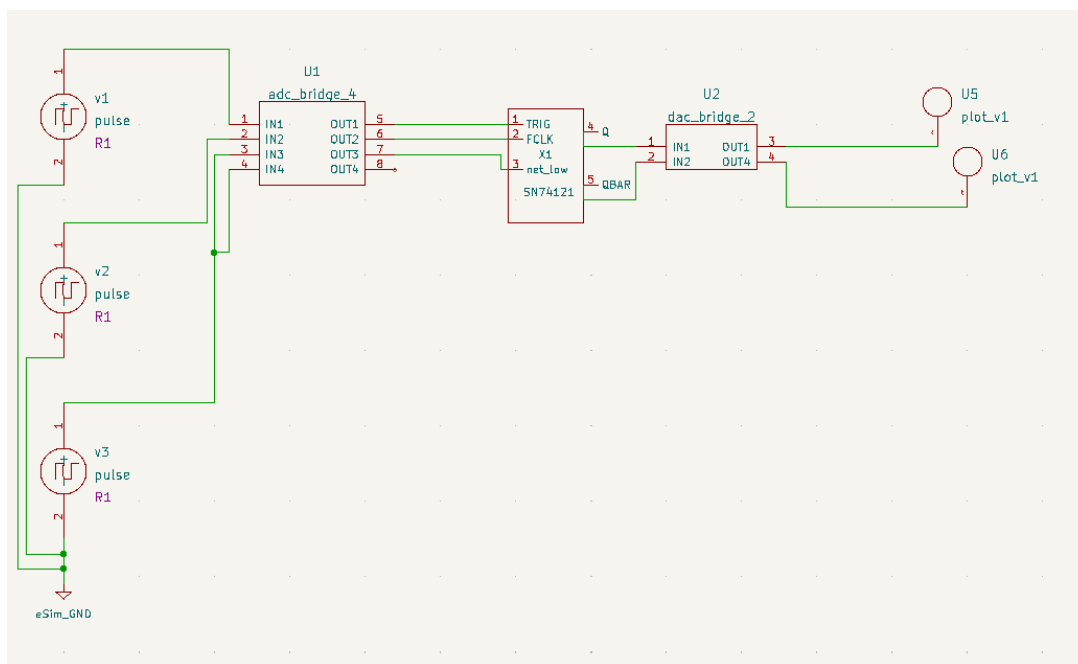 1
v1
pulse
R1
2
1
v2
pulse
R1
2
1
v3
pulse
R1
2
eSim_GND
U1
adc_bridge_4
1 IN1 OUT1 5
2 IN2 OUT2 6
3 IN3 OUT3 7
4 IN4 OUT4 8
1 TRIG 4 Q
2 FCLK
X1
3 net_low
5 QBAR
SN74121
U2
dac_bridge_2
1 IN1 OUT1 3
2 IN2 OUT4 4
U5
plot_v1
U6
plot_v1